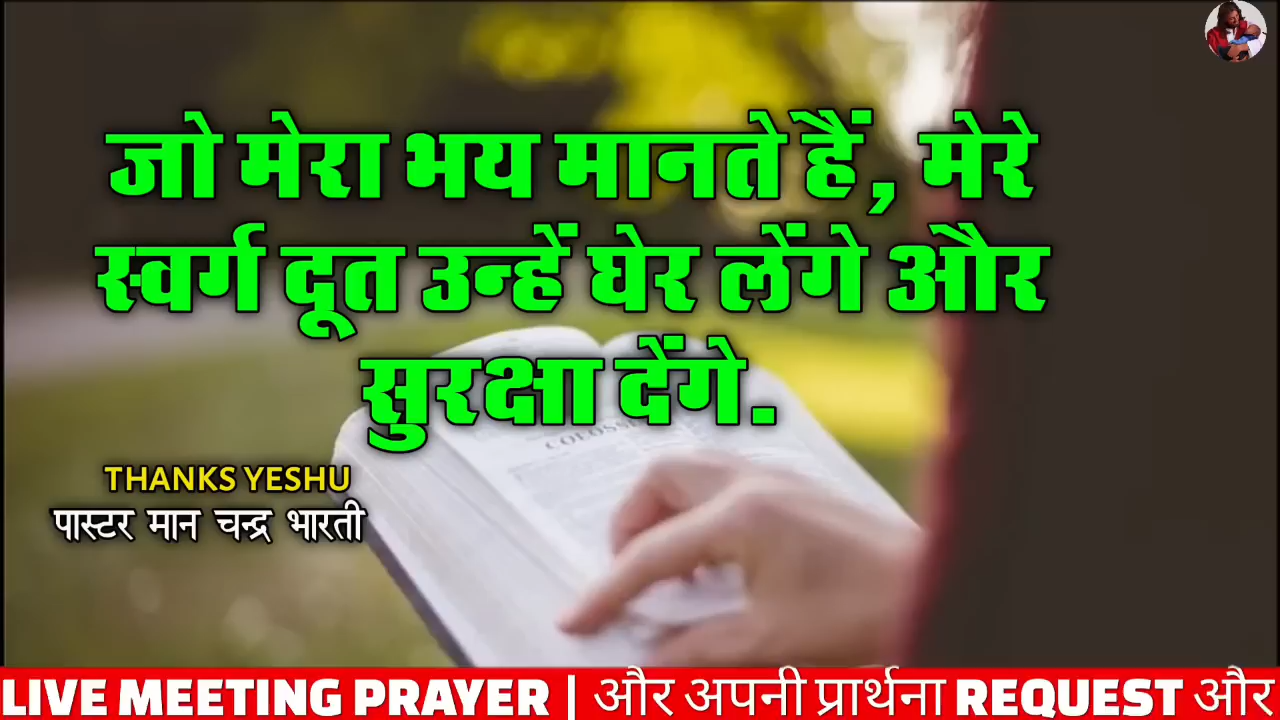 जो मेरा भय मानते हैं, मेरे
स्वर्ग दूत उन्हें घेर लेंगे और
सुरक्षा देंगे.
THANKS YESHU
पास्टर मान चन्द्र भारती
LIVE MEETING PRAYER | और अपनी प्रार्थना REQUEST और